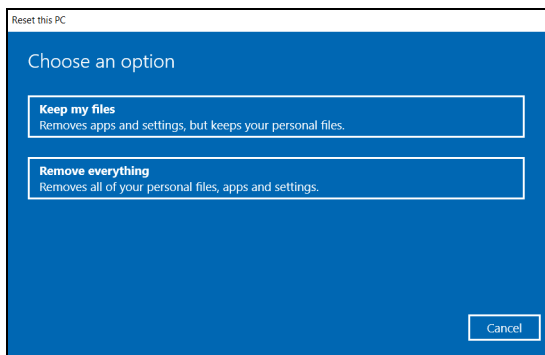 Reset this PC
Choose an option
Keep my files
Removes apps and settings, but keeps your personal files.
Remove everything
Removes all of your personal files, apps and settings.
Cancel